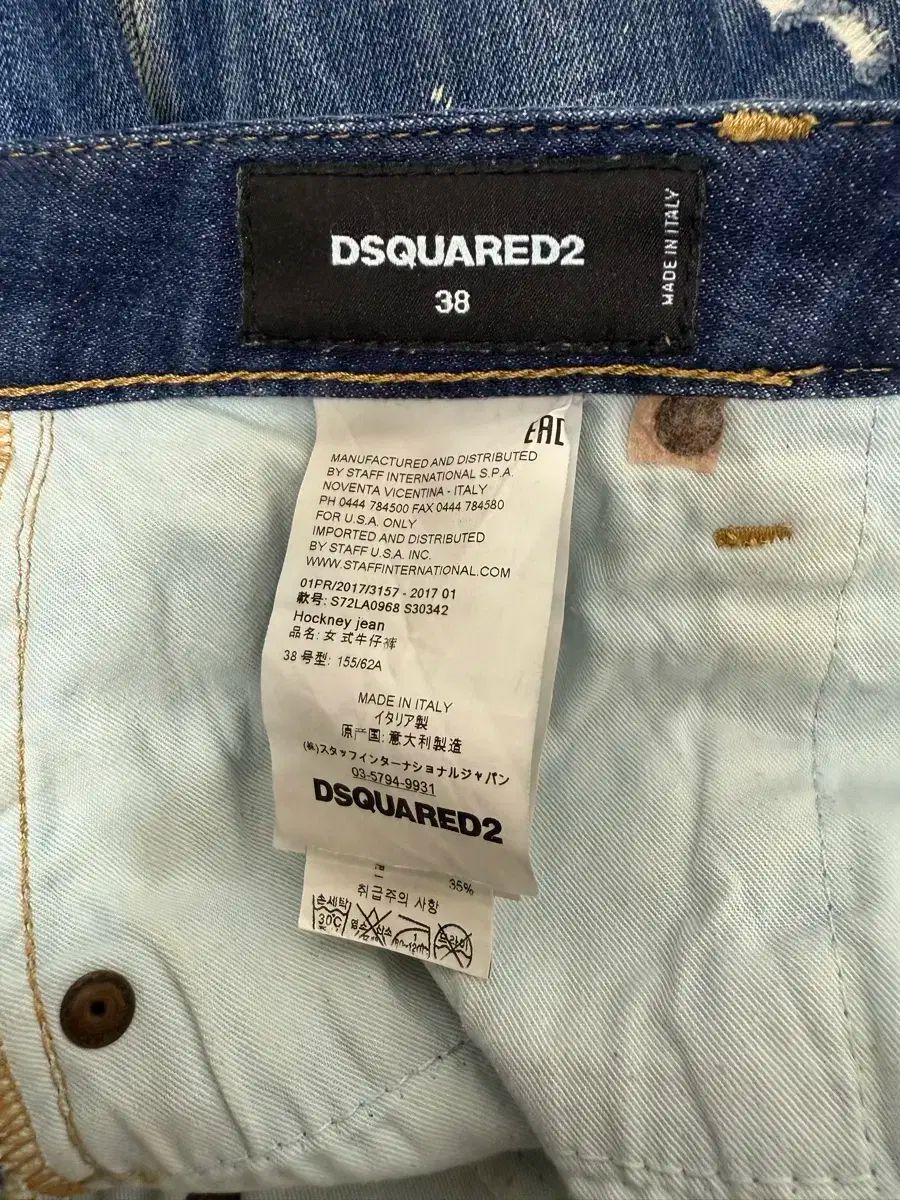 DSQUARED2
38
MADE IN ITALY
EAC
MANUFACTURED AND DISTRIBUTED
BY STAFF INTERNATIONAL S.P.A.
NOVENTA VICENTINA - ITALY
PH 0444 784500 FAX 0444 784580
FOR U.S.A. ONLY
IMPORTED AND DISTRIBUTED
BY STAFF U.S.A. INC.
WWW.STAFFINTERNATIONAL.COM
01PR/2017/3157 - 2017 01
款号: S72LA0968 S30342
Hockney jean
品名: 女 式牛仔裤
38 号型: 155/62A
MADE IN ITALY
イタリア製
原产国: 意大利製造
(株)スタッフインターナショナルジャパン
03-5794-9931
DSQUARED2
35%
취급주의 사항
손세탁
30℃